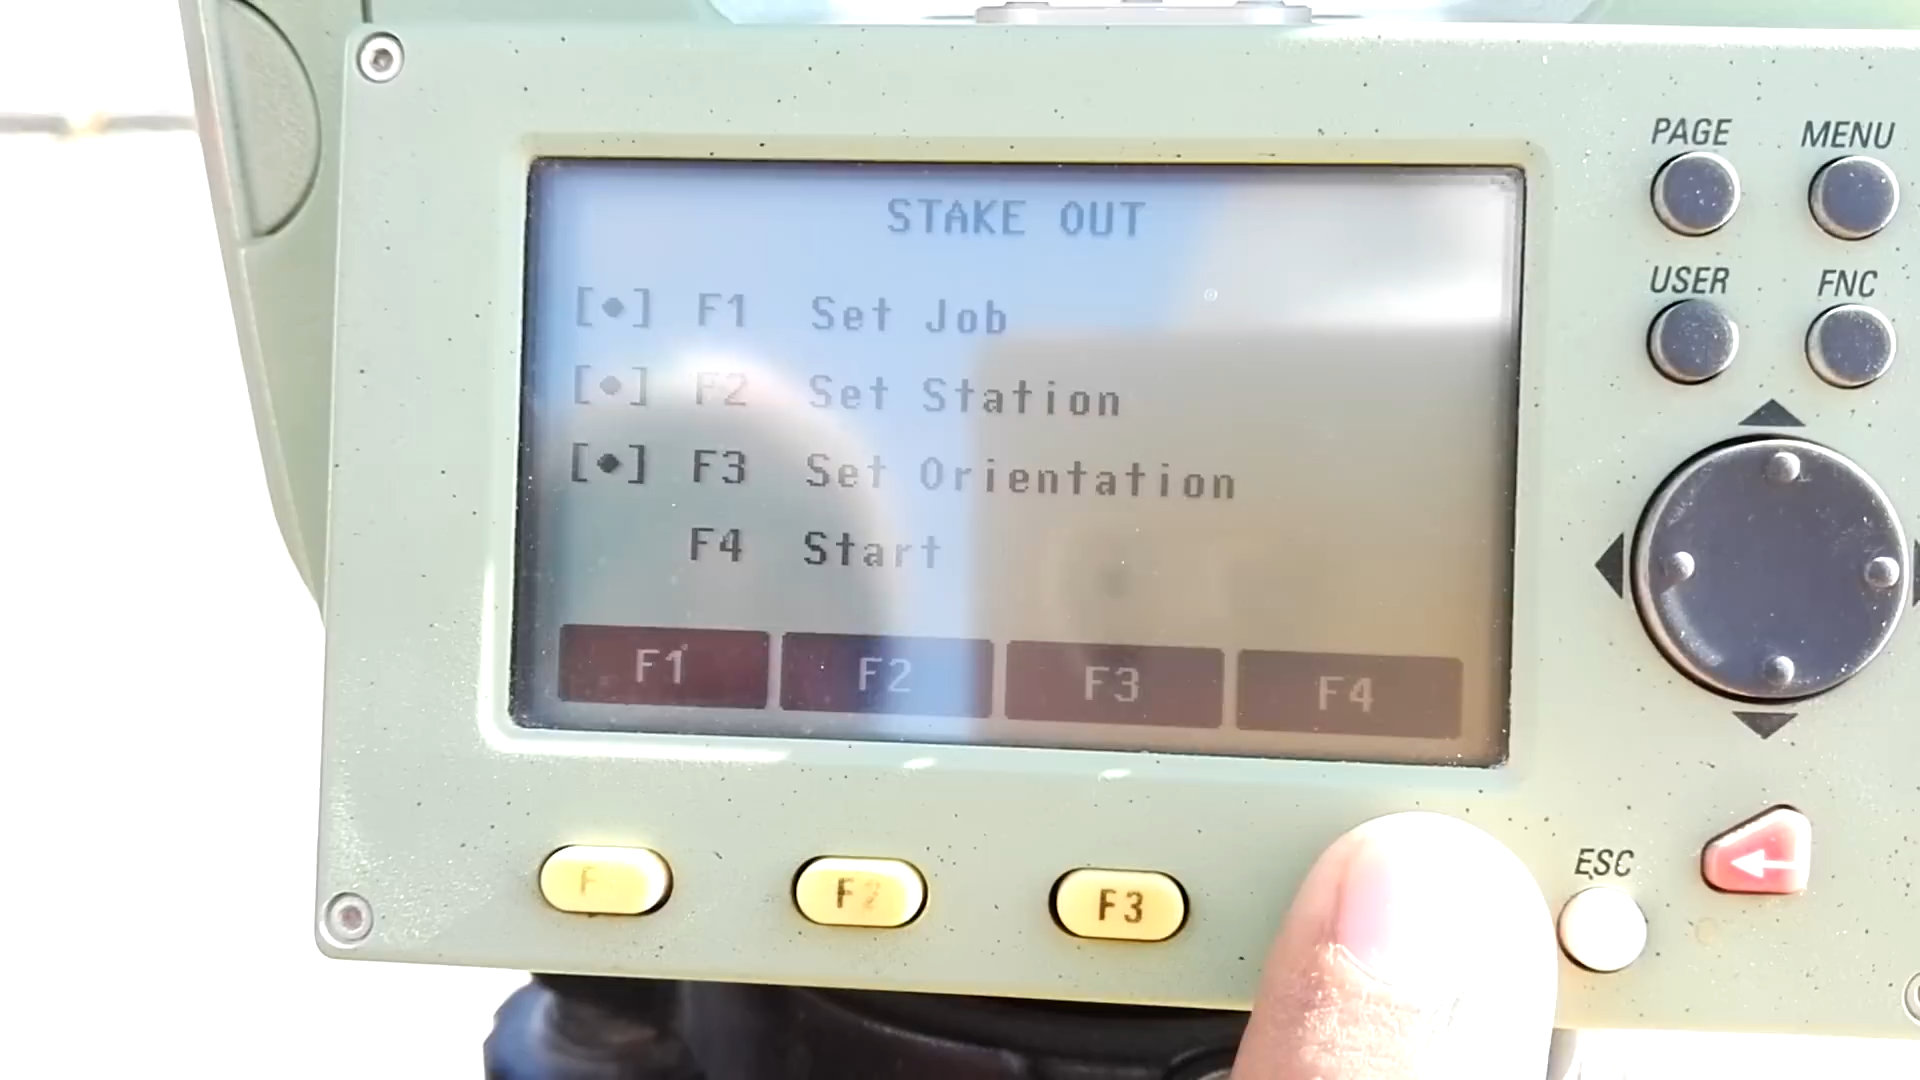 PAGE MENU
STAKE OUT
USER FNC
[•] F1 Set Job
[•] F2 Set Station
[•] F3 Set Orientation
F4 Start
F1 F2 F3 F4
ESC
F F2 F3